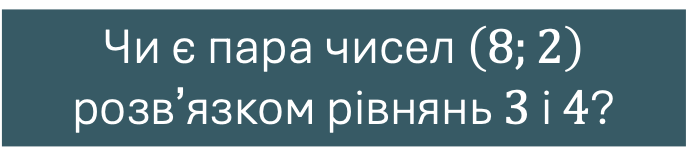 Чи є пара чисел (8; 2)
розв’язком рівнянь 3 і 4?